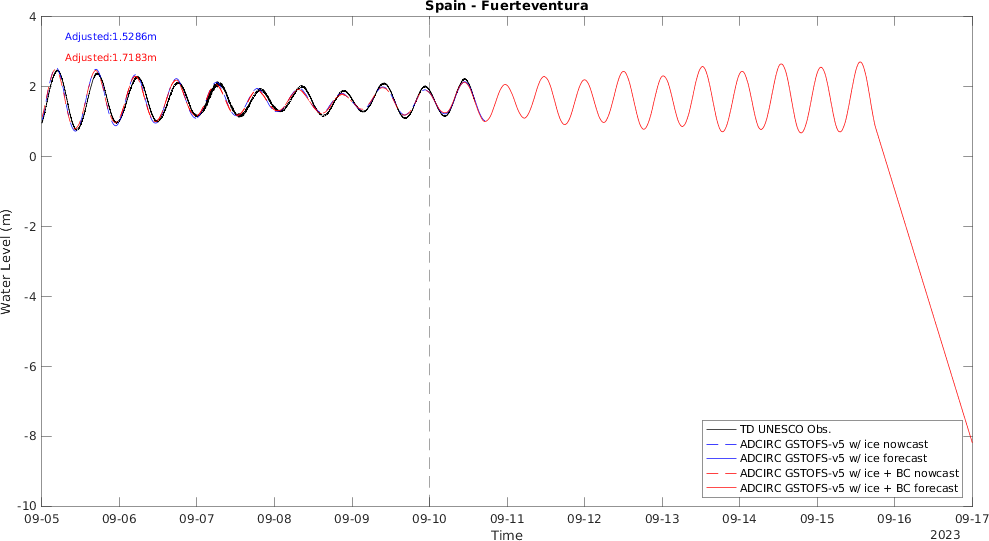 Spain - Fuerteventura
4
Adjusted:1.5286m
Adjusted:1.7183m
2
0
-2
-4
-6
-8
-10
Water Level (m)
TD UNESCO Obs.
ADCIRC GSTOFS-v5 w/ ice nowcast
ADCIRC GSTOFS-v5 w/ ice forecast
ADCIRC GSTOFS-v5 w/ ice + BC nowcast
ADCIRC GSTOFS-v5 w/ ice + BC forecast
09-05 09-06 09-07 09-08 09-09 09-10 09-11 09-12 09-13 09-14 09-15 09-16 09-17
Time
2023